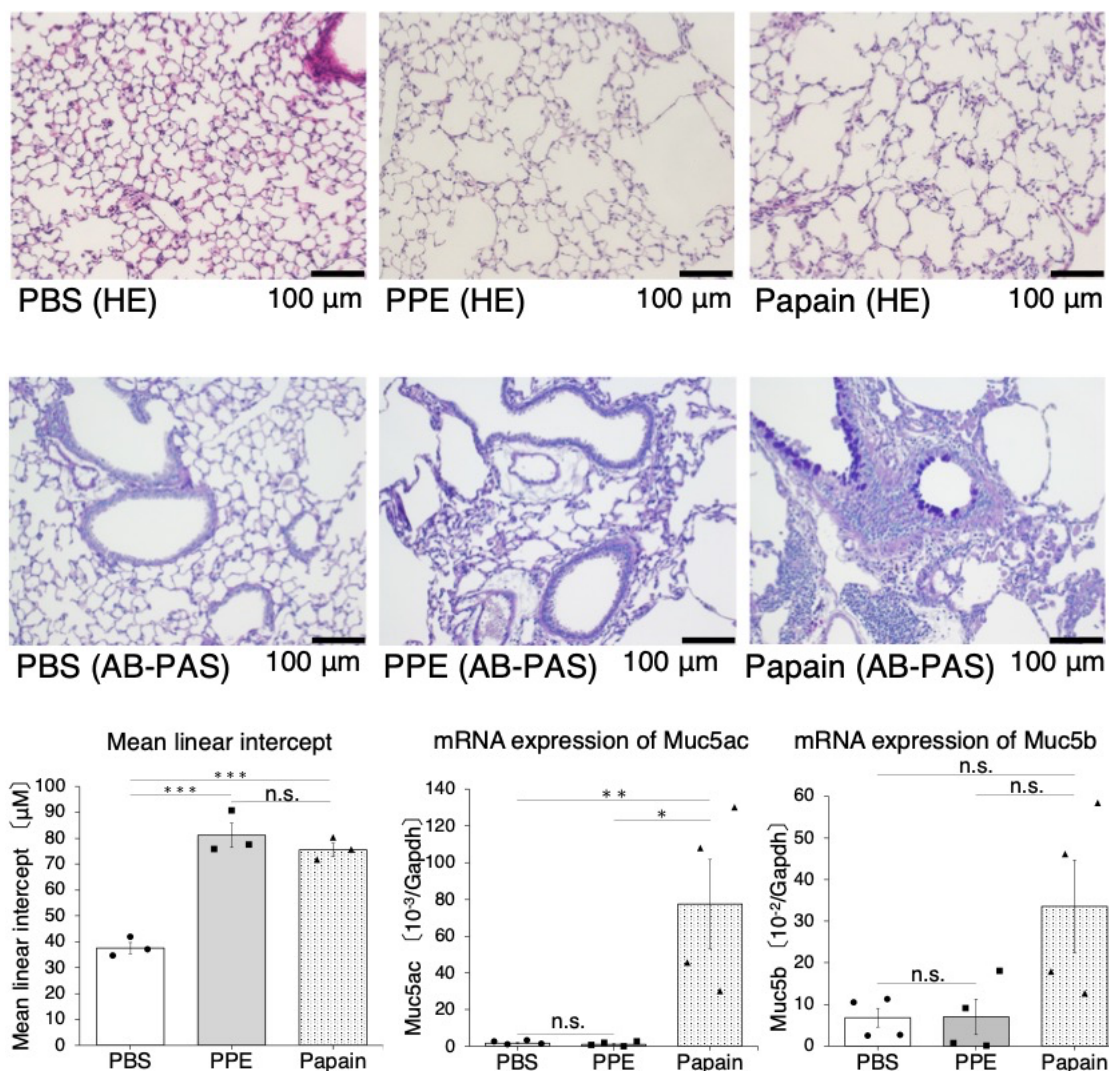 PBS (HE) 100 μm PPE (HE) 100 μm Papain (HE) 100 μm
PBS (AB-PAS) 100 μm PPE (AB-PAS) 100 μm Papain (AB-PAS) 100 μm
Mean linear intercept
Mean linear intercept 〔μM〕
100
90
80
70
60
50
40
30
20
10
0
***
***
n.s.
PBS PPE Papain
mRNA expression of Muc5ac
Muc5ac 〔10-3/Gapdh〕
140
120
100
80
60
40
20
0
**
*
n.s.
PBS PPE Papain
mRNA expression of Muc5b
Muc5b 〔10-2/Gapdh〕
60
50
40
30
20
10
0
n.s.
n.s.
n.s.
PBS PPE Papain